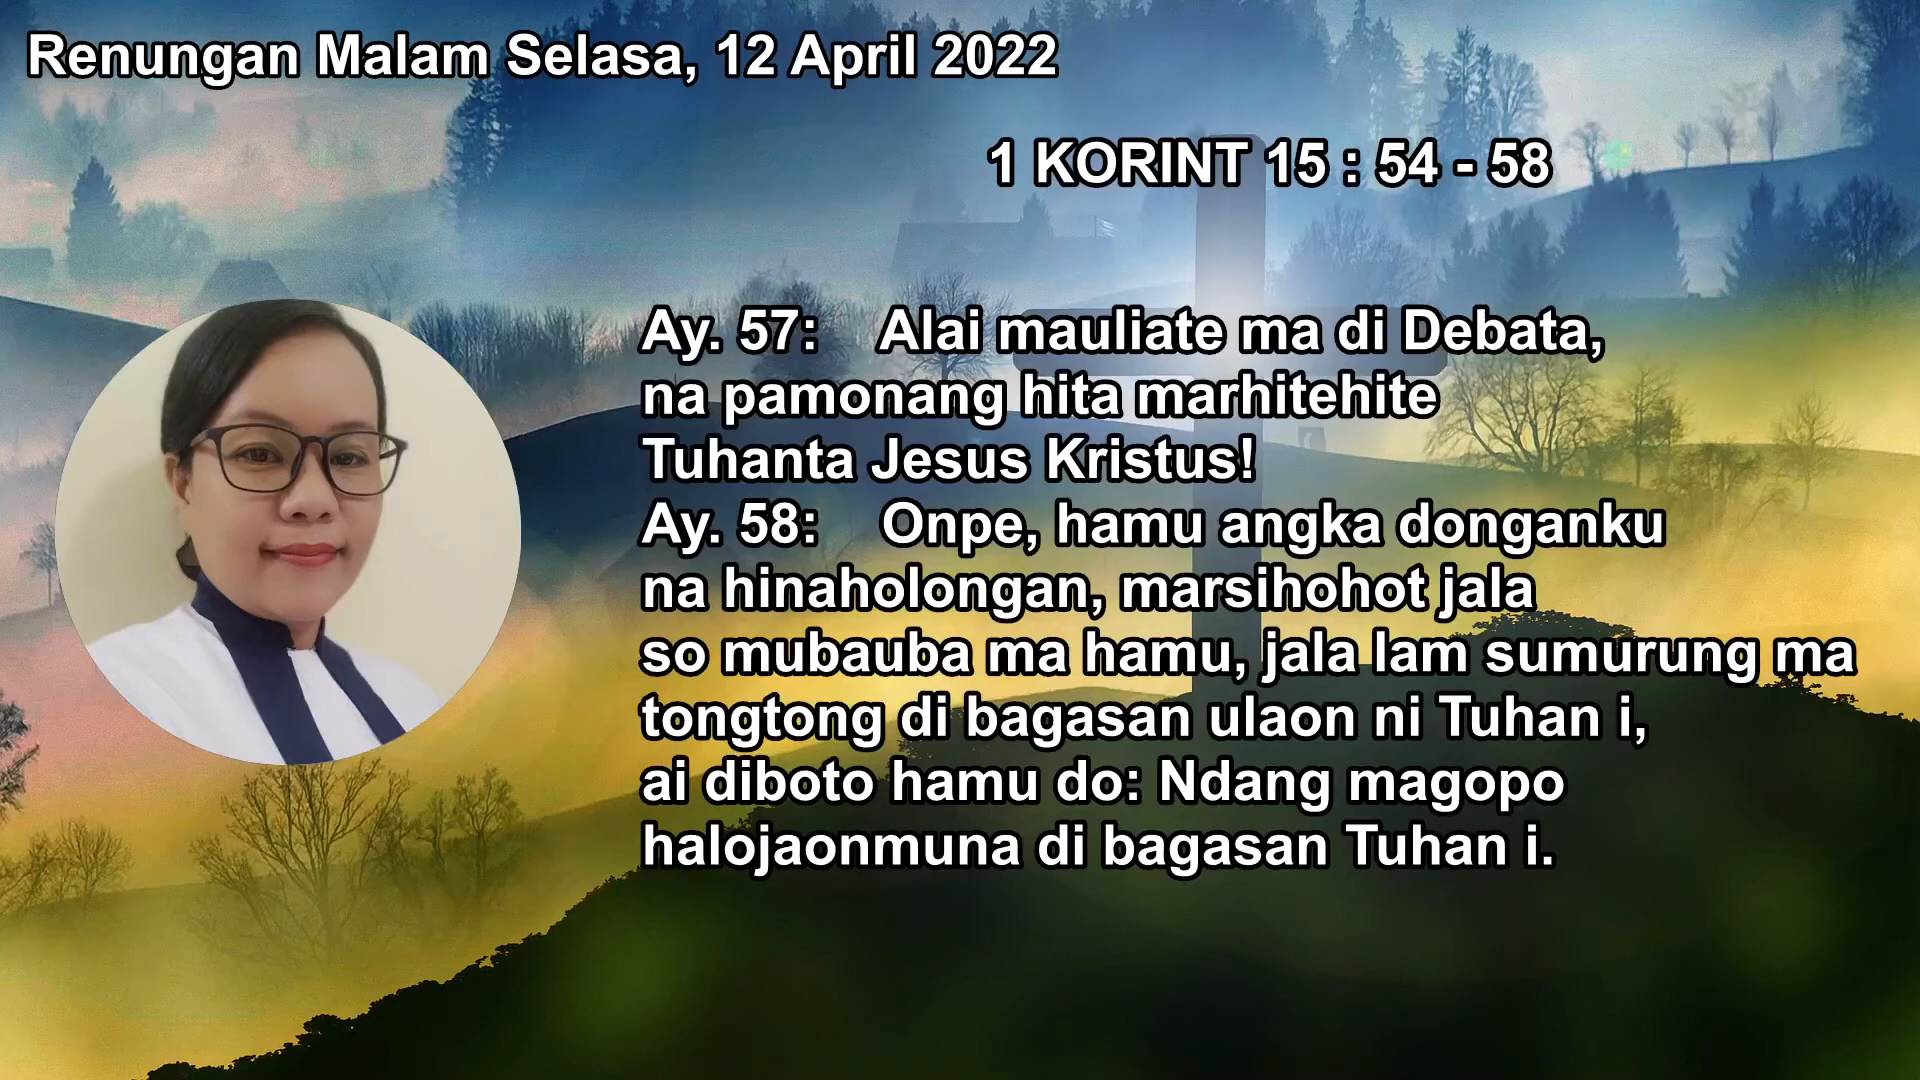 Renungan Malam Selasa, 12 April 2022
1 KORINT 15 : 54 - 58
Ay. 57: Alai mauliate ma di Debata,
na pamonang hita marhitehite
Tuhanta Jesus Kristus!
Ay. 58: Onpe, hamu angka donganku
na hinaholongan, marsihohot jala
so mubauba ma hamu, jala lam sumurung ma
tongtong di bagasan ulaon ni Tuhan i,
ai diboto hamu do: Ndang magopo
halojaonmuna di bagasan Tuhan i.